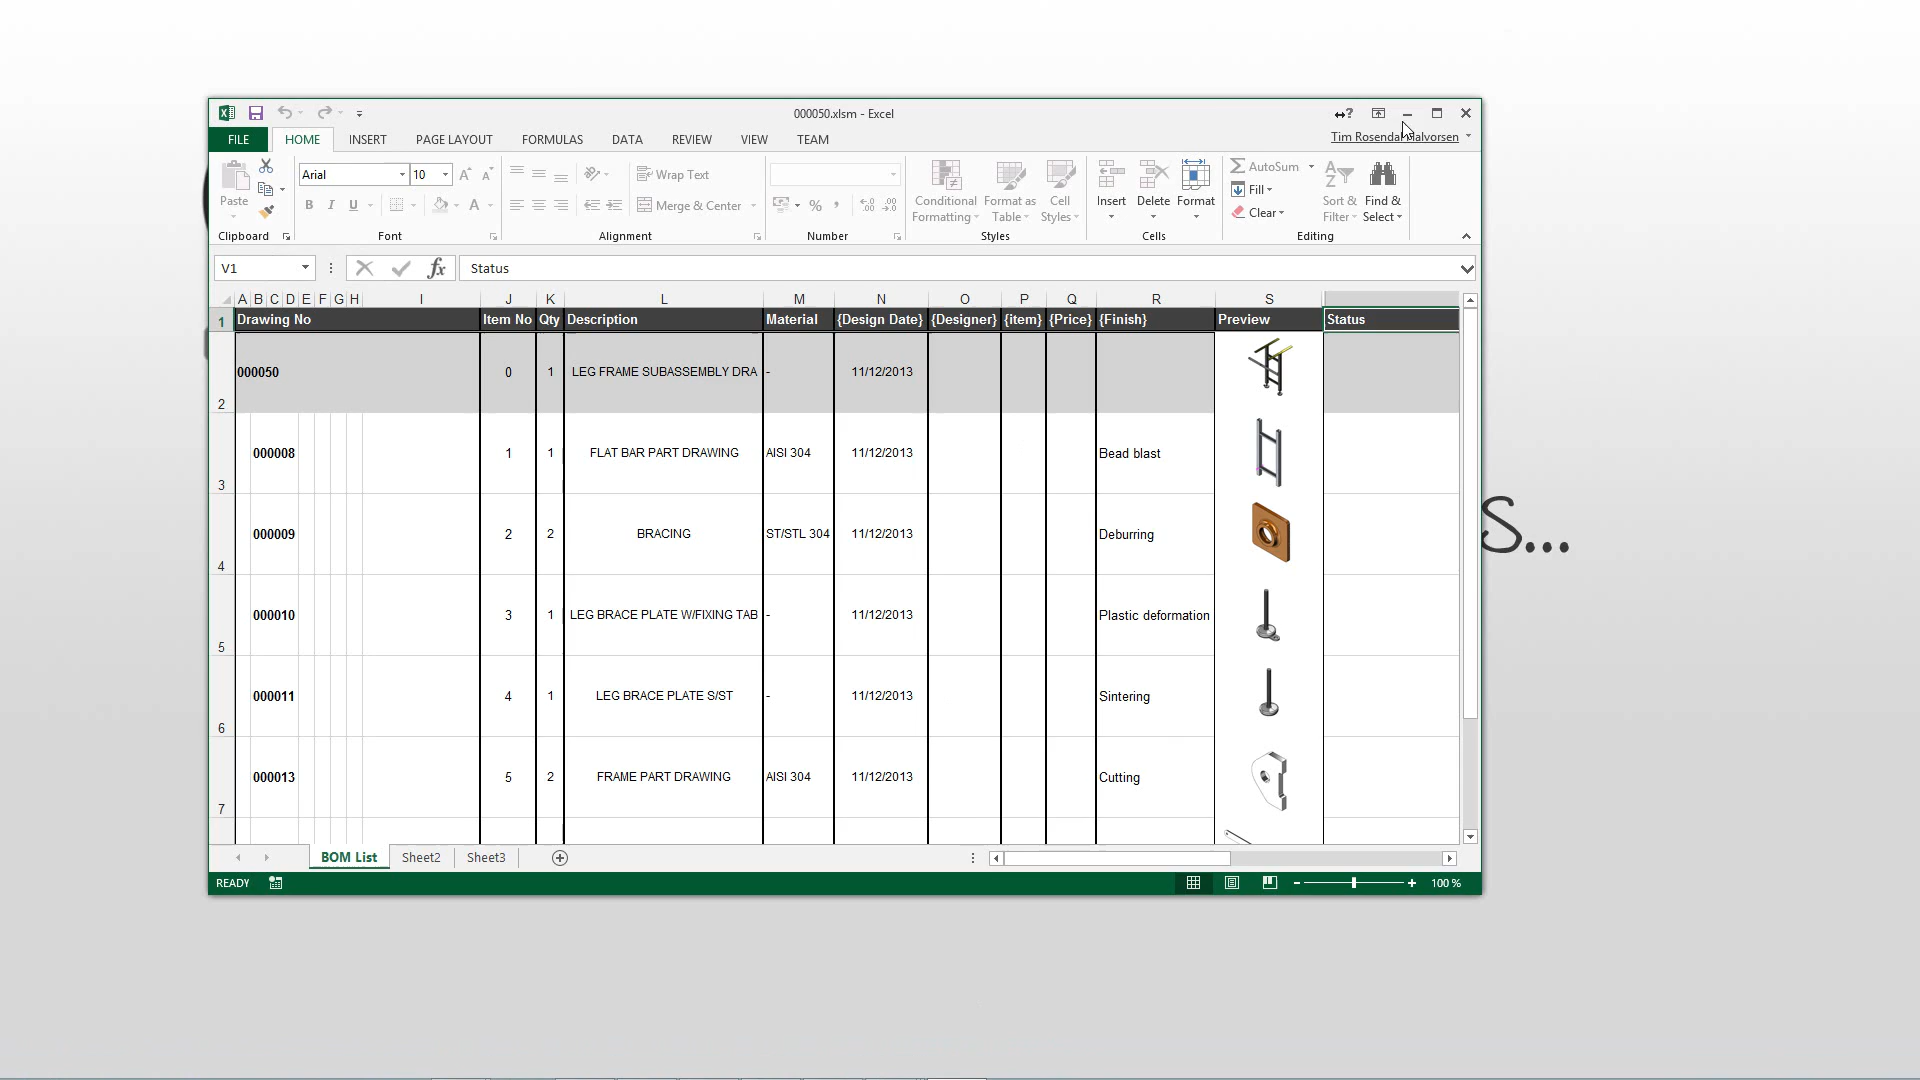 000050.xlsm - Excel
FILE HOME INSERT PAGE LAYOUT FORMULAS DATA REVIEW VIEW TEAM
Paste
Clipboard
Arial 10
B I U A
Font
Wrap Text
Merge & Center
Alignment
% ,
Number
Conditional Formatting
Format as Table
Cell Styles
Styles
Insert Delete Format
Cells
AutoSum
Fill
Clear
Sort & Filter
Find & Select
Editing
V1 fx Status
A B C D E F G H I J K L M N O P Q R S
1 Drawing No Item No Qty Description Material {Design Date} {Designer} {item} {Price} {Finish} Preview Status
2 000050 0 1 LEG FRAME SUBASSEMBLY DRA - 11/12/2013
3 000008 1 1 FLAT BAR PART DRAWING AISI 304 11/12/2013 Bead blast
4 000009 2 2 BRACING ST/STL 304 11/12/2013 Deburring
5 000010 3 1 LEG BRACE PLATE W/FIXING TAB - 11/12/2013 Plastic deformation
6 000011 4 1 LEG BRACE PLATE S/ST - 11/12/2013 Sintering
7 000013 5 2 FRAME PART DRAWING AISI 304 11/12/2013 Cutting
s...
BOM List Sheet2 Sheet3
READY 100 %